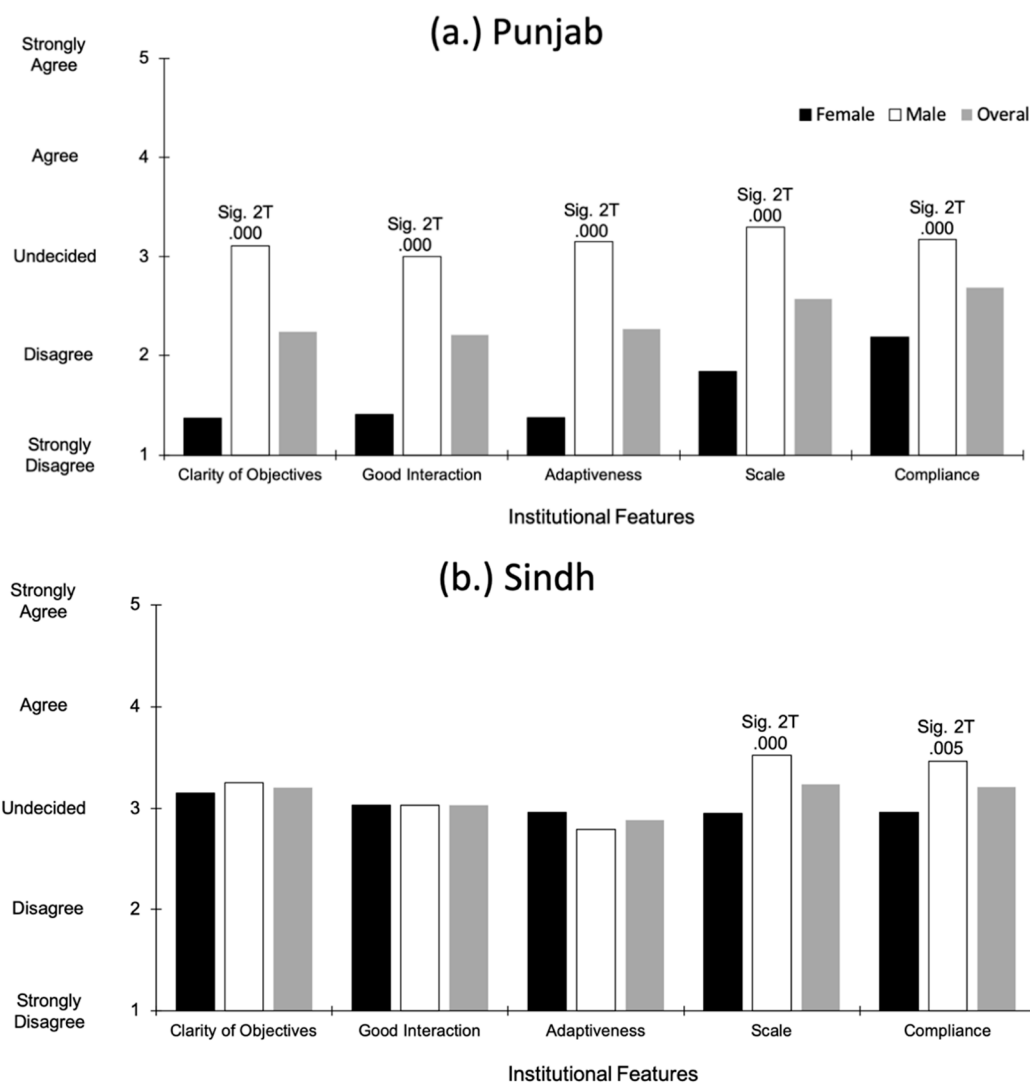 (a.) Punjab
Strongly
Agree
5
Female Male Overal
Agree
4
Sig. 2T
.000
Sig. 2T
.000
Sig. 2T
.000
Sig. 2T
.000
Sig. 2T
.000
Undecided
3
Disagree
2
Strongly
Disagree
1
Clarity of Objectives Good Interaction Adaptiveness Scale Compliance
Institutional Features
(b.) Sindh
Strongly
Agree
5
Agree
4
Sig. 2T
.000
Sig. 2T
.005
Undecided
3
Disagree
2
Strongly
Disagree
1
Clarity of Objectives Good Interaction Adaptiveness Scale Compliance
Institutional Features